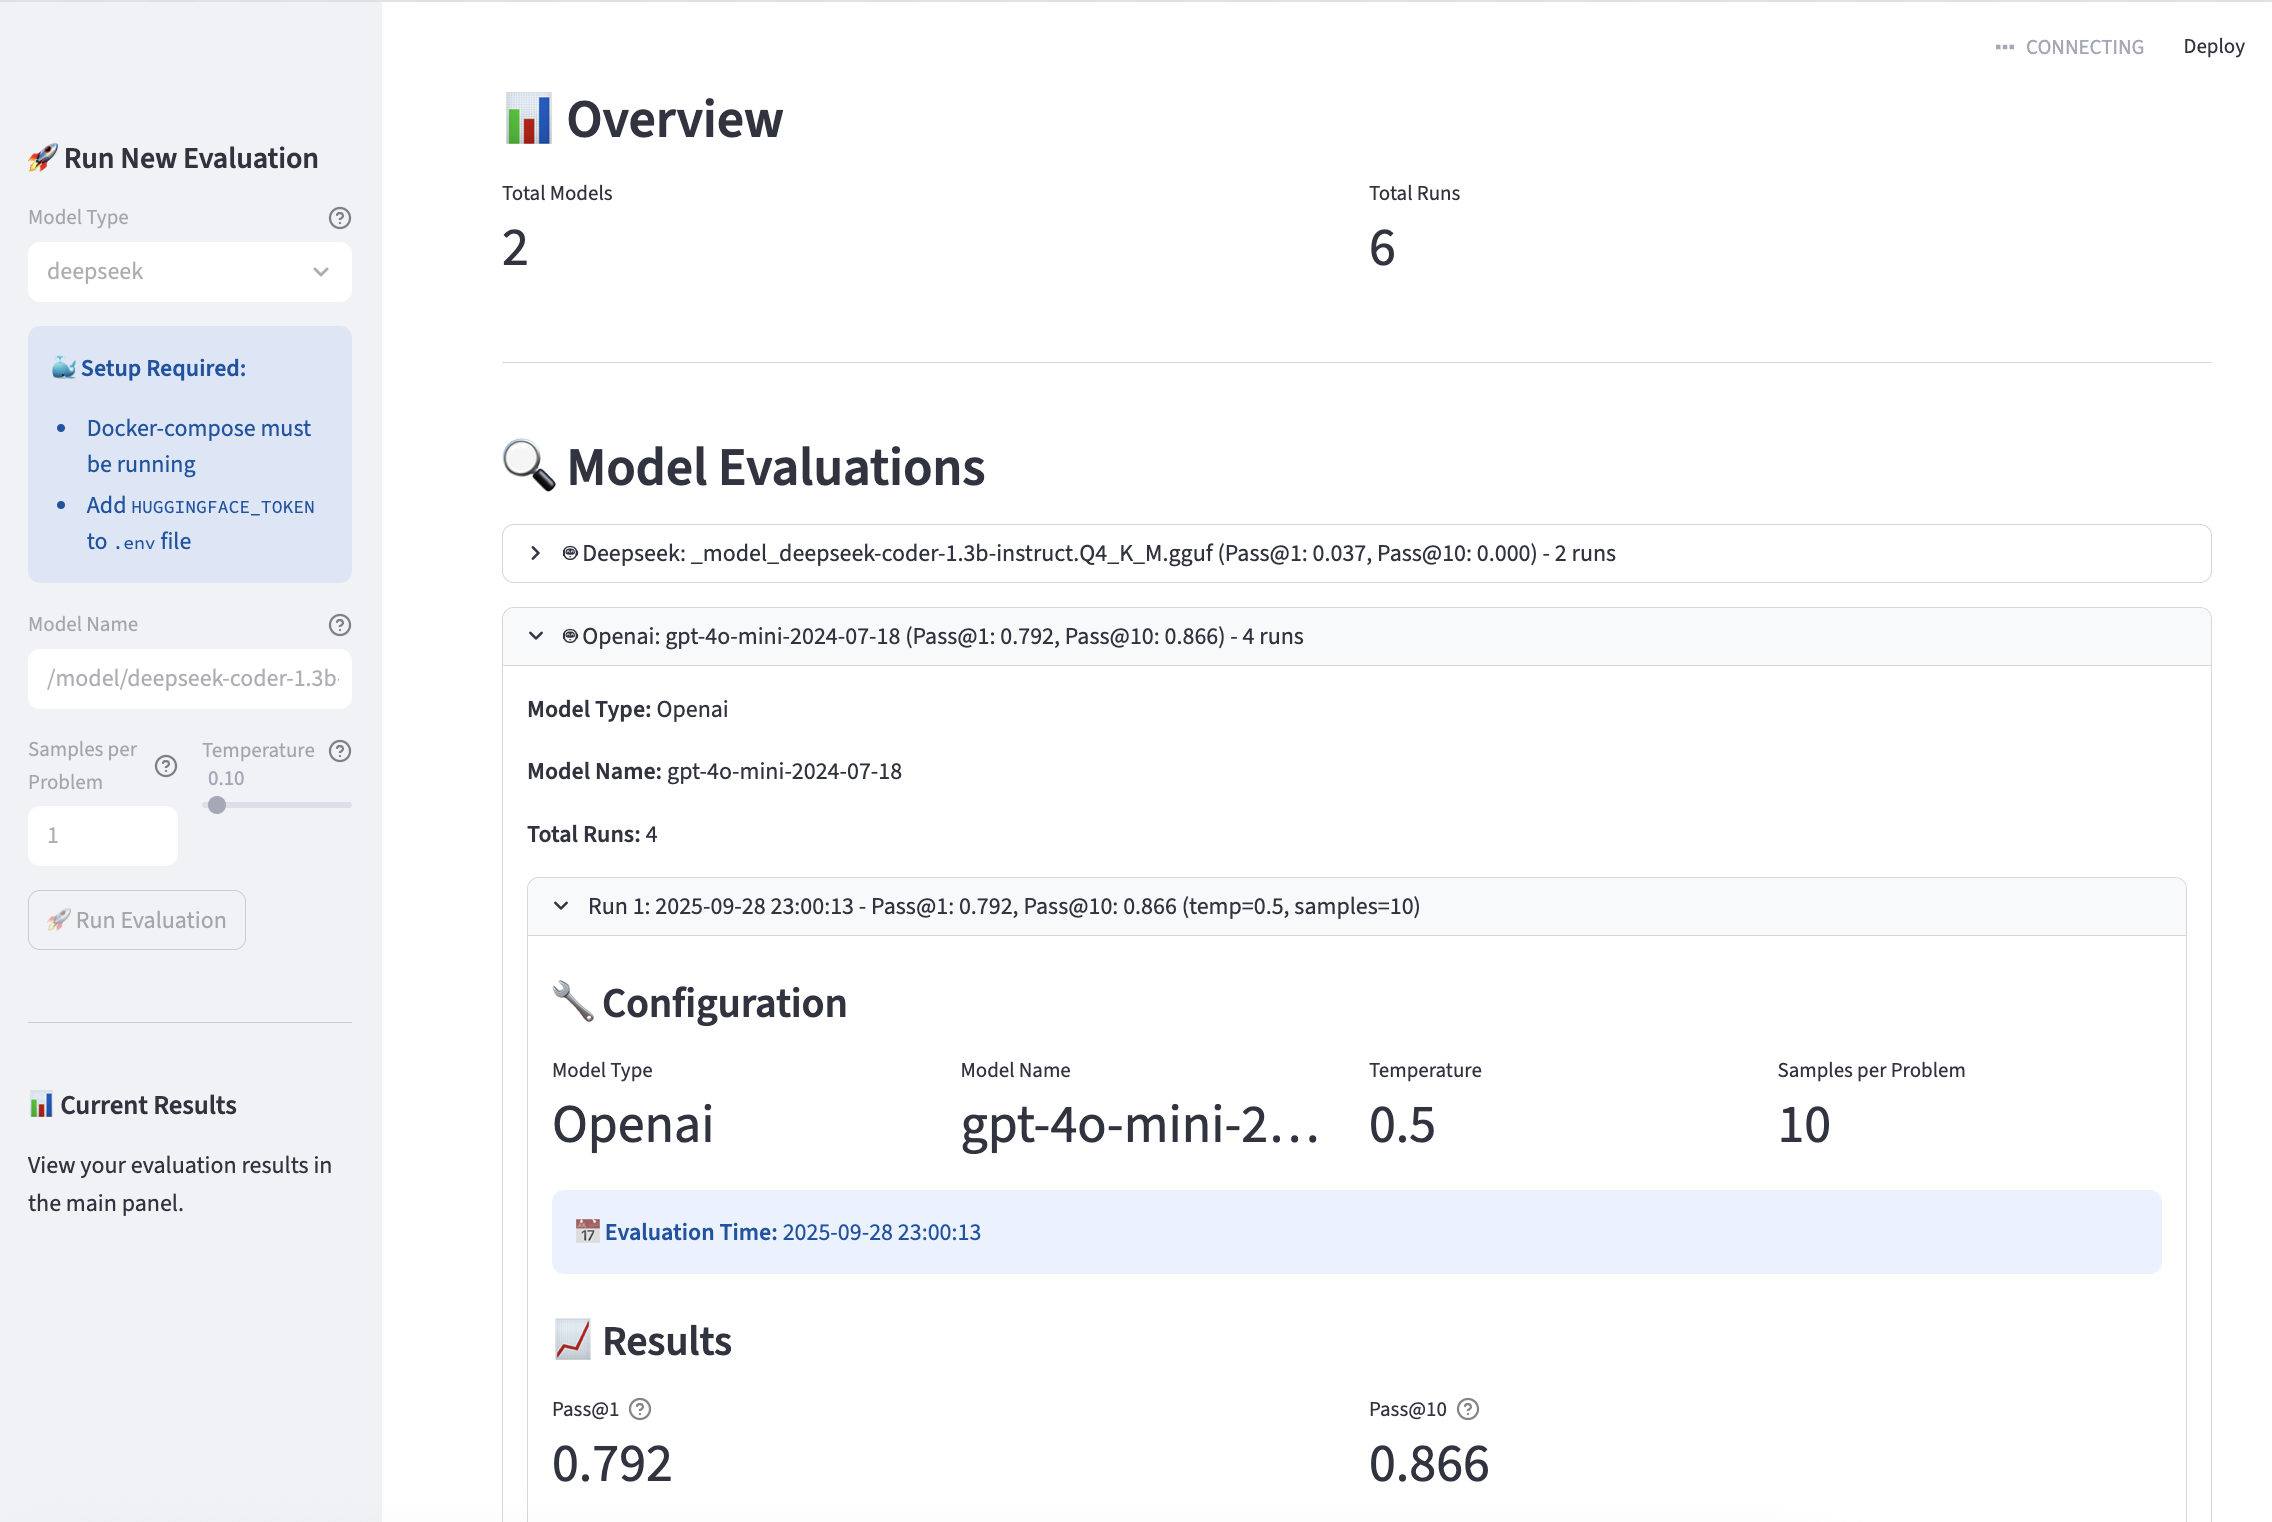 CONNECTING
Deploy
Run New Evaluation
Model Type
deepseek
Setup Required:
Docker-compose must
be running
Add HUGGINGFACE_TOKEN
to .env file
Model Name
/model/deepseek-coder-1.3b-
Samples per
Problem
1
Temperature
0.10
Run Evaluation
Current Results
View your evaluation results in
the main panel.
Overview
Total Models
2
Total Runs
6
Model Evaluations
Deepseek: _model_deepseek-coder-1.3b-instruct.Q4_K_M.gguf (Pass@1: 0.037, Pass@10: 0.000) - 2 runs
Openai: gpt-4o-mini-2024-07-18 (Pass@1: 0.792, Pass@10: 0.866) - 4 runs
Model Type: Openai
Model Name: gpt-4o-mini-2024-07-18
Total Runs: 4
Run 1: 2025-09-28 23:00:13 - Pass@1: 0.792, Pass@10: 0.866 (temp=0.5, samples=10)
Configuration
Model Type
Openai
Model Name
gpt-4o-mini-2...
Temperature
0.5
Samples per Problem
10
17 Evaluation Time: 2025-09-28 23:00:13
Results
Pass@1
0.792
Pass@10
0.866